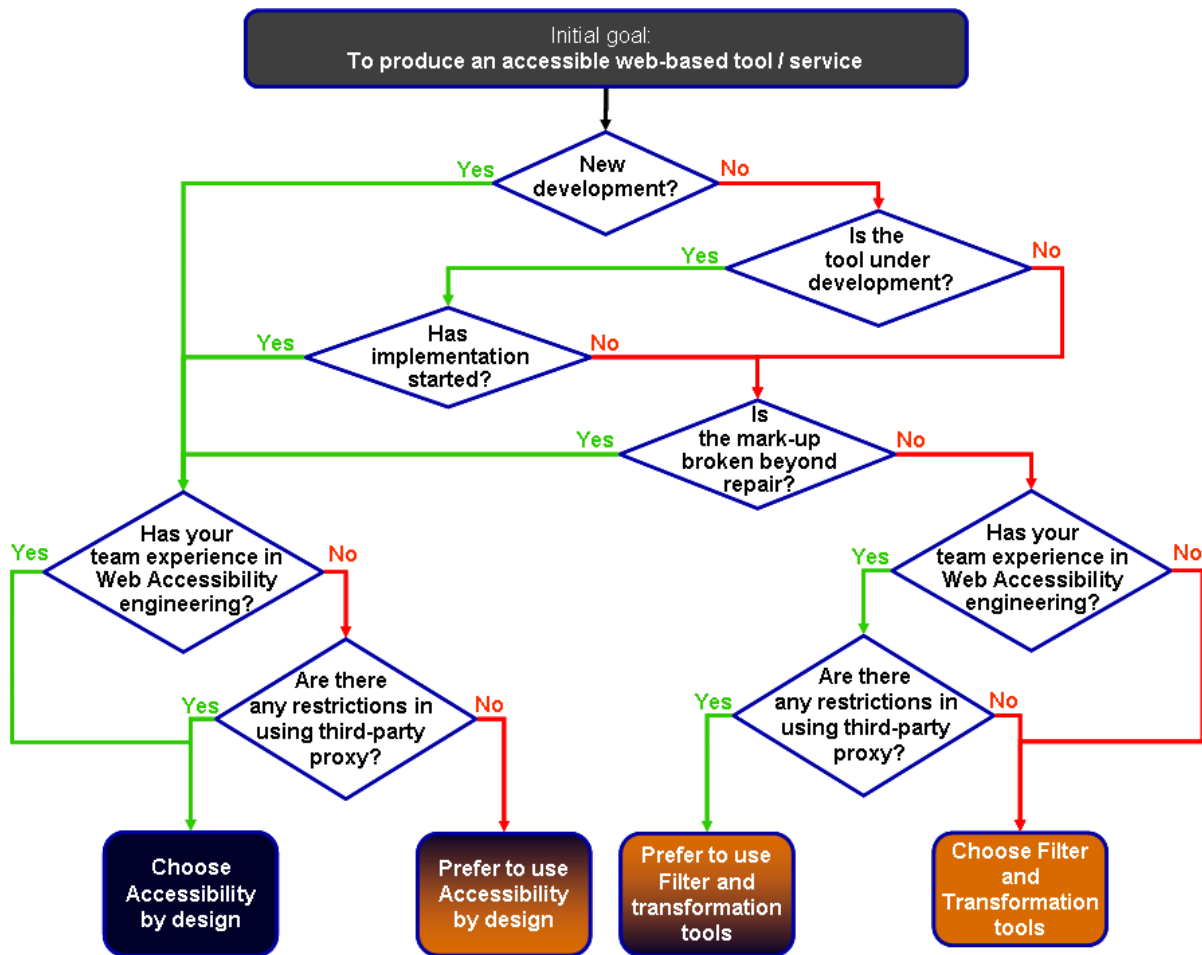 Initial goal:
To produce an accessible web-based tool / service
Yes
New
development?
No
Yes
Is the
tool under
development?
No
Yes
Has
implementation
started?
No
Yes
Is
the mark-up
broken beyond
repair?
No
Yes
Has your
team experience in
Web Accessibility
engineering?
No
Yes
Has your
team experience in
Web Accessibility
engineering?
No
Yes
Are there
any restrictions in
using third-party
proxy?
No
Yes
Are there
any restrictions in
using third-party
proxy?
No
Choose
Accessibility
by design
Prefer to use
Accessibility
by design
Prefer to use
Filter and
transformation
tools
Choose Filter
and
Transformation
tools